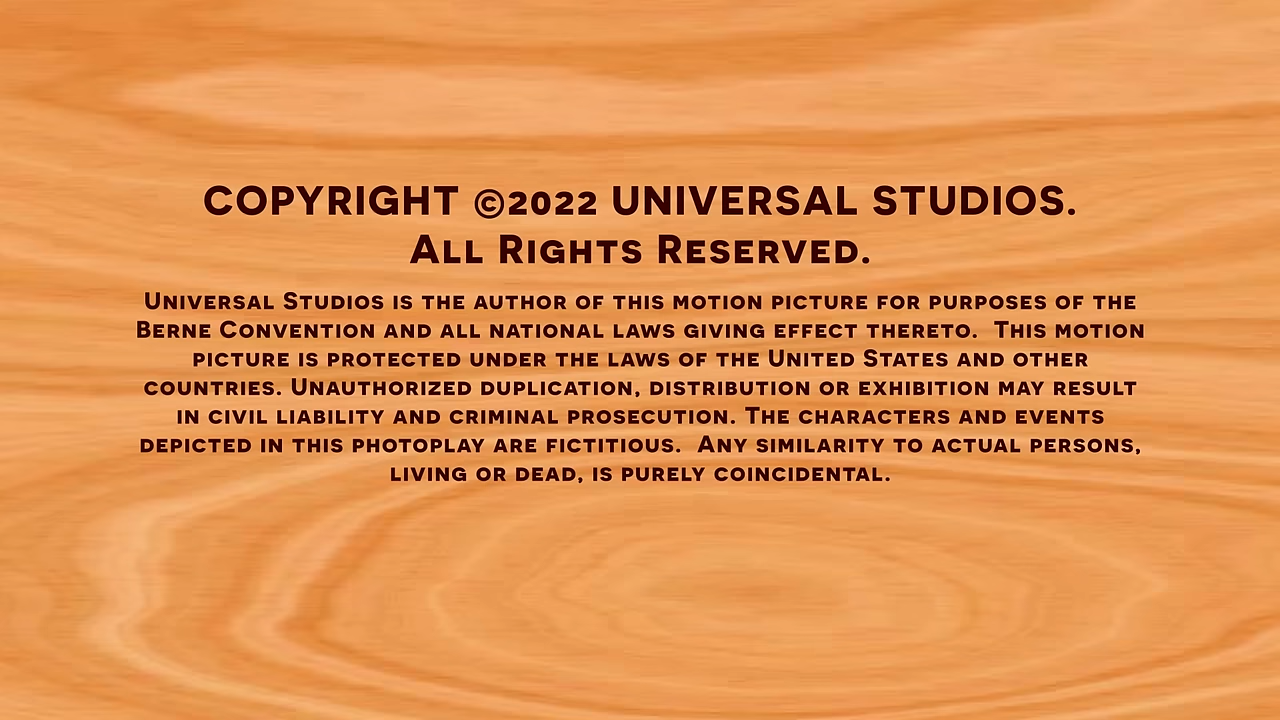 COPYRIGHT ©2022 UNIVERSAL STUDIOS.
ALL RIGHTS RESERVED.
UNIVERSAL STUDIOS IS THE AUTHOR OF THIS MOTION PICTURE FOR PURPOSES OF THE
BERNE CONVENTION AND ALL NATIONAL LAWS GIVING EFFECT THERETO.  THIS MOTION
PICTURE IS PROTECTED UNDER THE LAWS OF THE UNITED STATES AND OTHER
COUNTRIES. UNAUTHORIZED DUPLICATION, DISTRIBUTION OR EXHIBITION MAY RESULT
IN CIVIL LIABILITY AND CRIMINAL PROSECUTION. THE CHARACTERS AND EVENTS
DEPICTED IN THIS PHOTOPLAY ARE FICTITIOUS.  ANY SIMILARITY TO ACTUAL PERSONS,
LIVING OR DEAD, IS PURELY COINCIDENTAL.